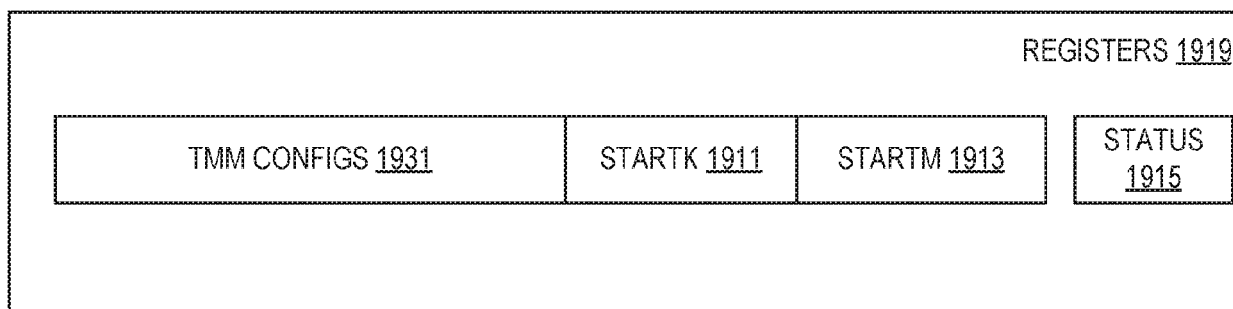 REGISTERS 1919
TMM CONFIGS 1931
STARTK 1911
STARTM 1913
STATUS
1915